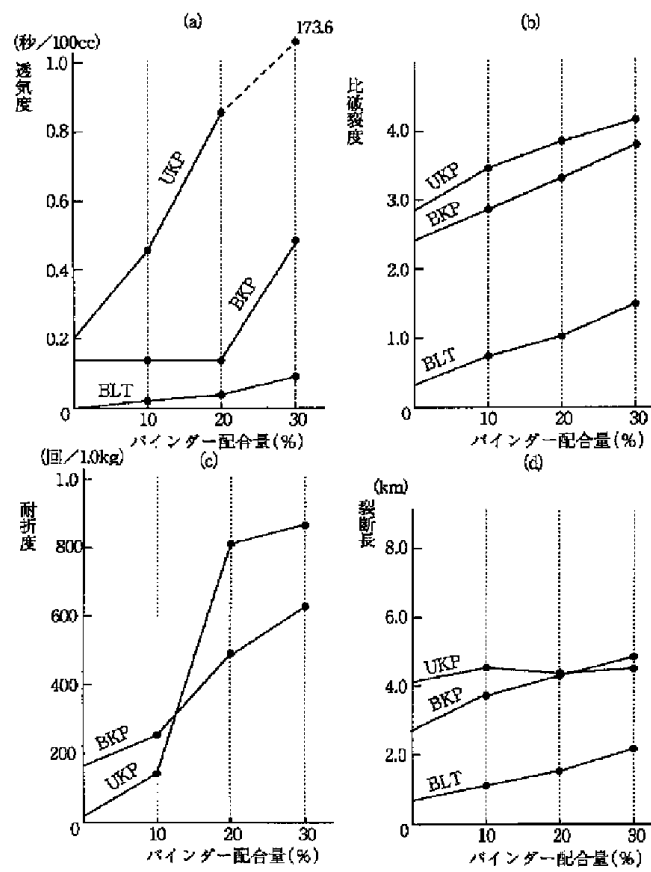 (a)
(秒/100cc)
透気度
173.6
1.0
0.8
0.6
0.4
0.2
0
UKP
BKP
BLT
10
20
30
バインダー配合量(%)
(b)
比破裂度
4.0
3.0
2.0
1.0
0
UKP
BKP
BLT
10
20
30
バインダー配合量(%)
(c)
(回/1.0kg)
耐折度
1.0
800
600
400
200
0
BKP
UKP
10
20
30
バインダー配合量(%)
(d)
(km)
裂断長
8.0
6.0
4.0
2.0
0
UKP
BKP
BLT
10
20
30
バインダー配合量(%)